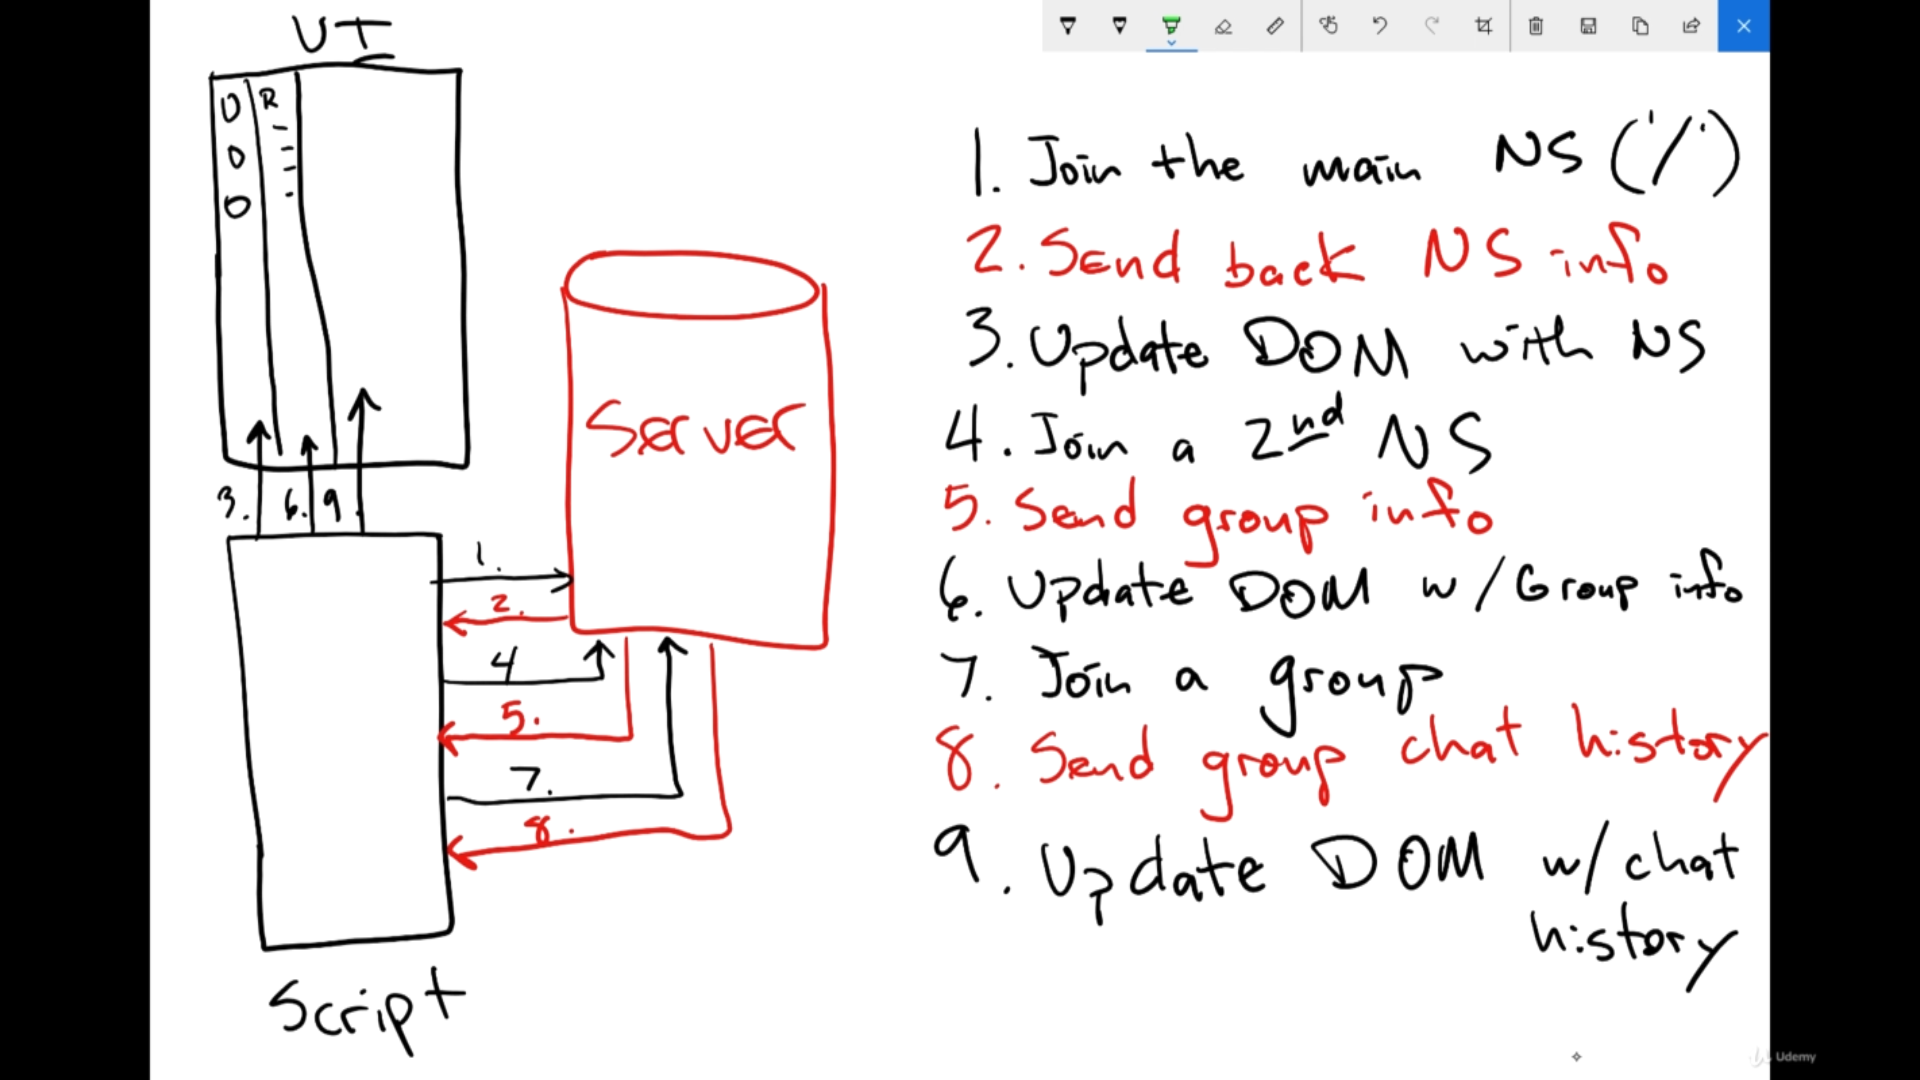 UI
R
3. 6. 9.
1.
2.
4
5.
7.
8.
Server
Script
1. Join the main NS ('/')
2. Send back NS info
3. Update DOM with NS
4. Join a 2nd NS
5. Send group info
6. Update DOM w/ Group info
7. Join a group
8. Send group chat history
9. Update DOM w/ chat
history
Udemy